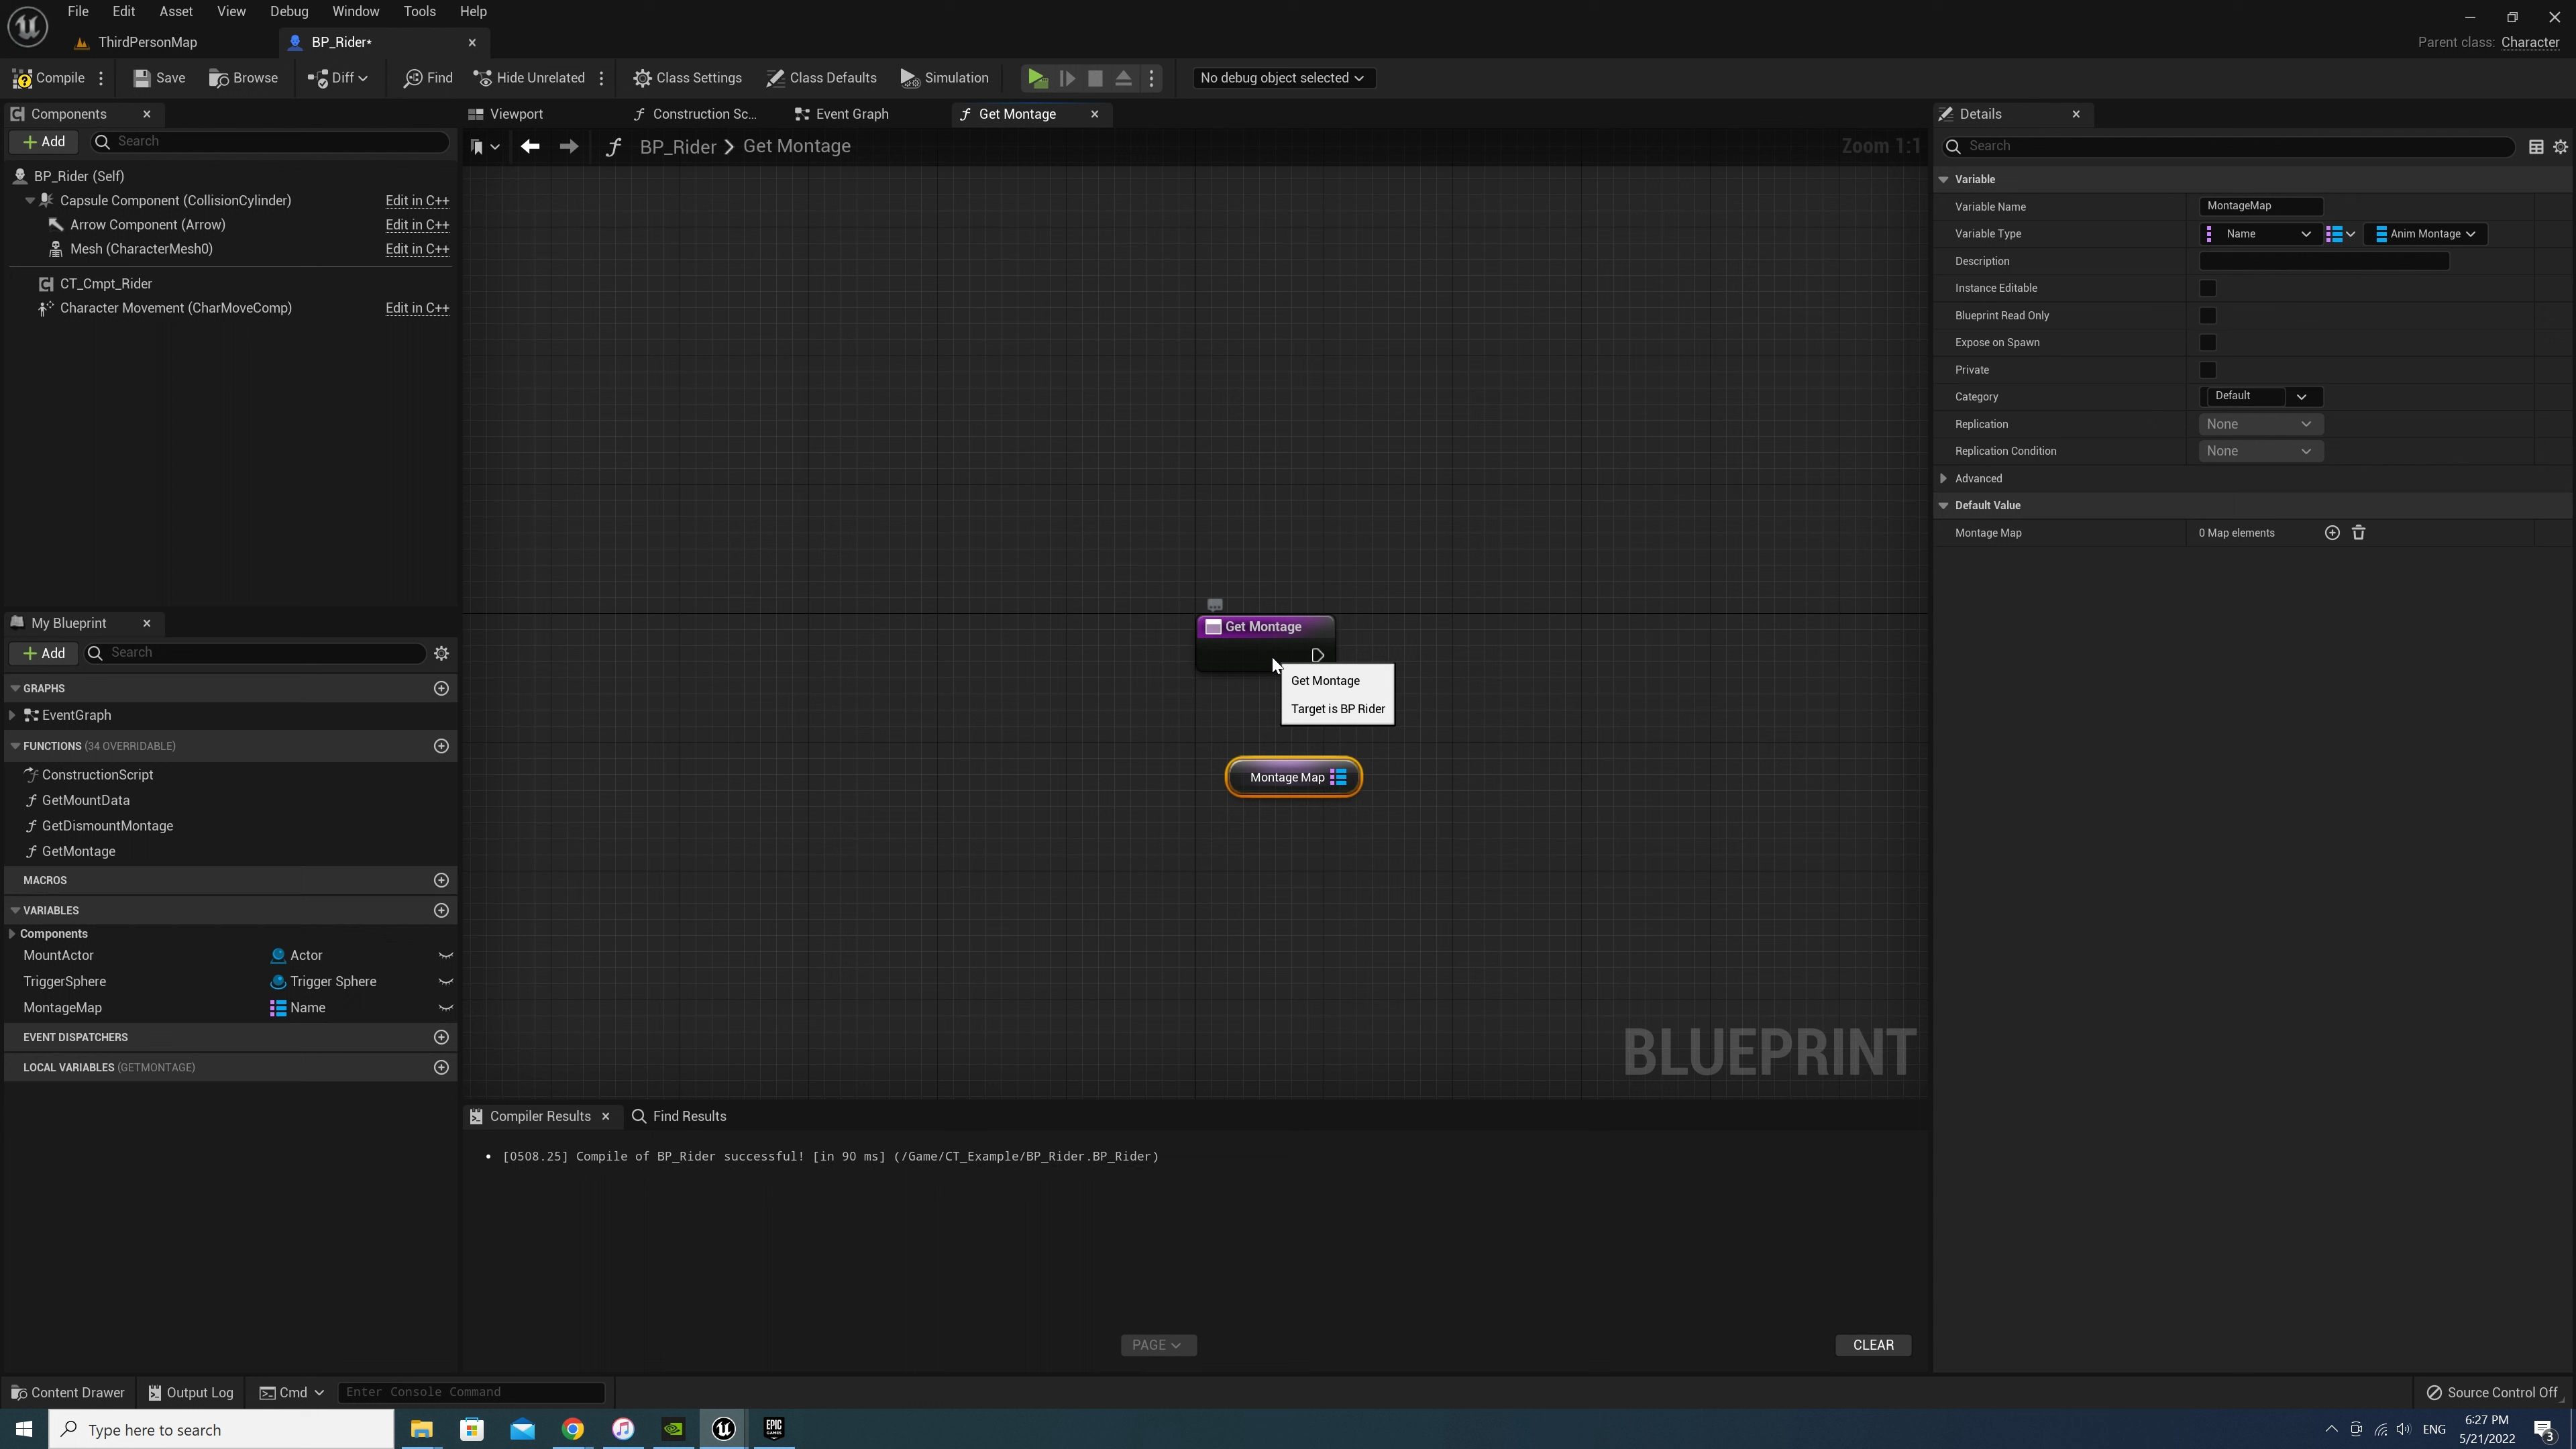 File Edit Asset View Debug Window Tools Help
ThirdPersonMap
BP_Rider*
Parent class: Character
Compile Save Browse Diff Find Hide Unrelated Class Settings Class Defaults Simulation No debug object selected
Components
Add Search
BP_Rider (Self)
Capsule Component (CollisionCylinder) Edit in C++
Arrow Component (Arrow) Edit in C++
Mesh (CharacterMesh0) Edit in C++
CT_Cmpt_Rider
Character Movement (CharMoveComp) Edit in C++
My Blueprint
Add Search
GRAPHS
EventGraph
FUNCTIONS (34 OVERRIDABLE)
ConstructionScript
GetMountData
GetDismountMontage
GetMontage
MACROS
VARIABLES
Components
MountActor Actor
TriggerSphere Trigger Sphere
MontageMap Name
EVENT DISPATCHERS
LOCAL VARIABLES (GETMONTAGE)
Viewport Construction Sc... Event Graph Get Montage
BP_Rider > Get Montage
Zoom 1:1
Get Montage
Get Montage
Target is BP Rider
Montage Map
BLUEPRINT
Compiler Results Find Results
• [0508.25] Compile of BP_Rider successful! [in 90 ms] (/Game/CT_Example/BP_Rider.BP_Rider)
PAGE
CLEAR
Details
Search
Variable
Variable Name MontageMap
Variable Type Name Anim Montage
Description
Instance Editable
Blueprint Read Only
Expose on Spawn
Private
Category Default
Replication None
Replication Condition None
Advanced
Default Value
Montage Map 0 Map elements
Content Drawer Output Log Cmd Enter Console Command Source Control Off
Type here to search
EPIC GAMES
ENG
6:27 PM
5/21/2022
3